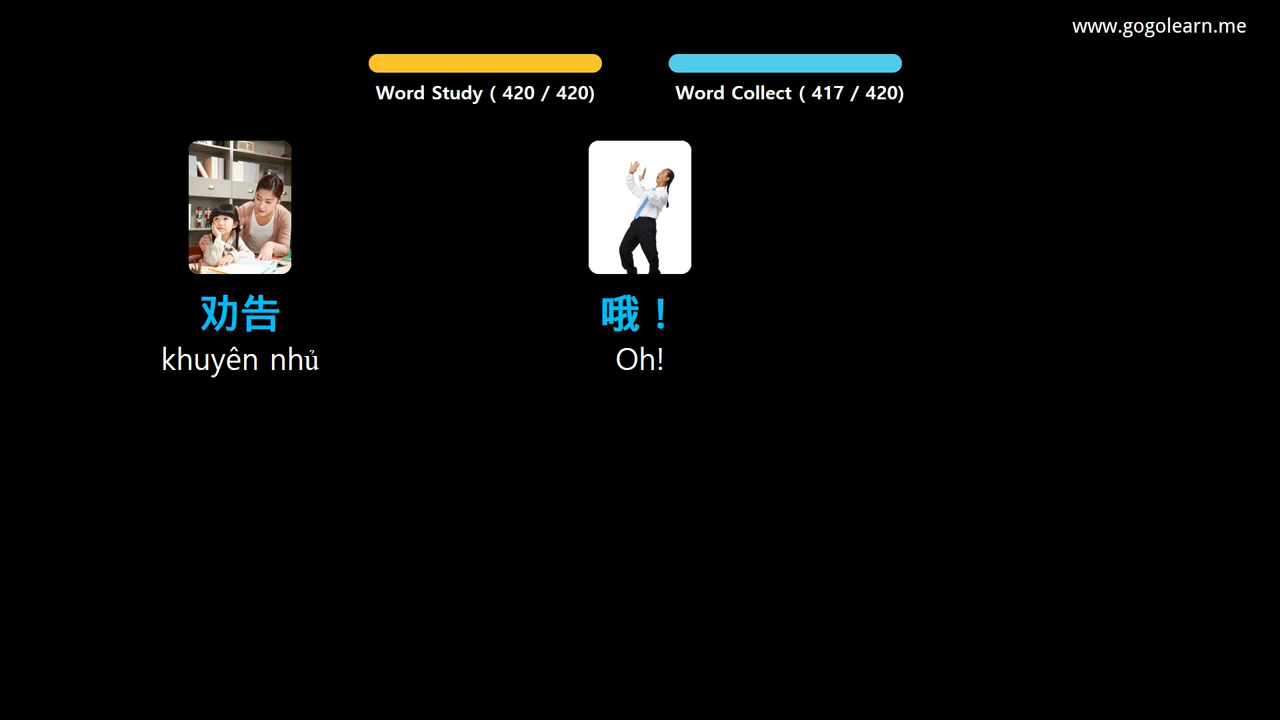 www.gogolearn.me
Word Study ( 420 / 420)
Word Collect ( 417 / 420)
劝告
khuyên nhủ
哦！
Oh!